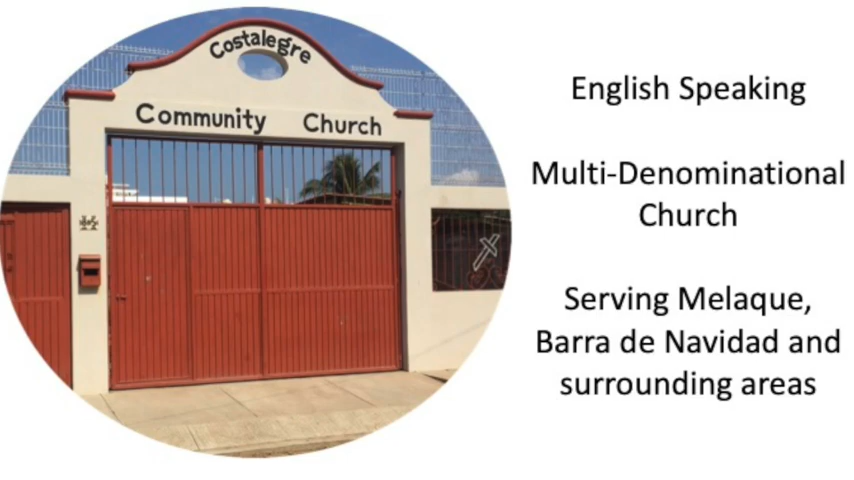 Costalegre
Community Church
English Speaking
Multi-Denominational
Church
Serving Melaque,
Barra de Navidad and
surrounding areas